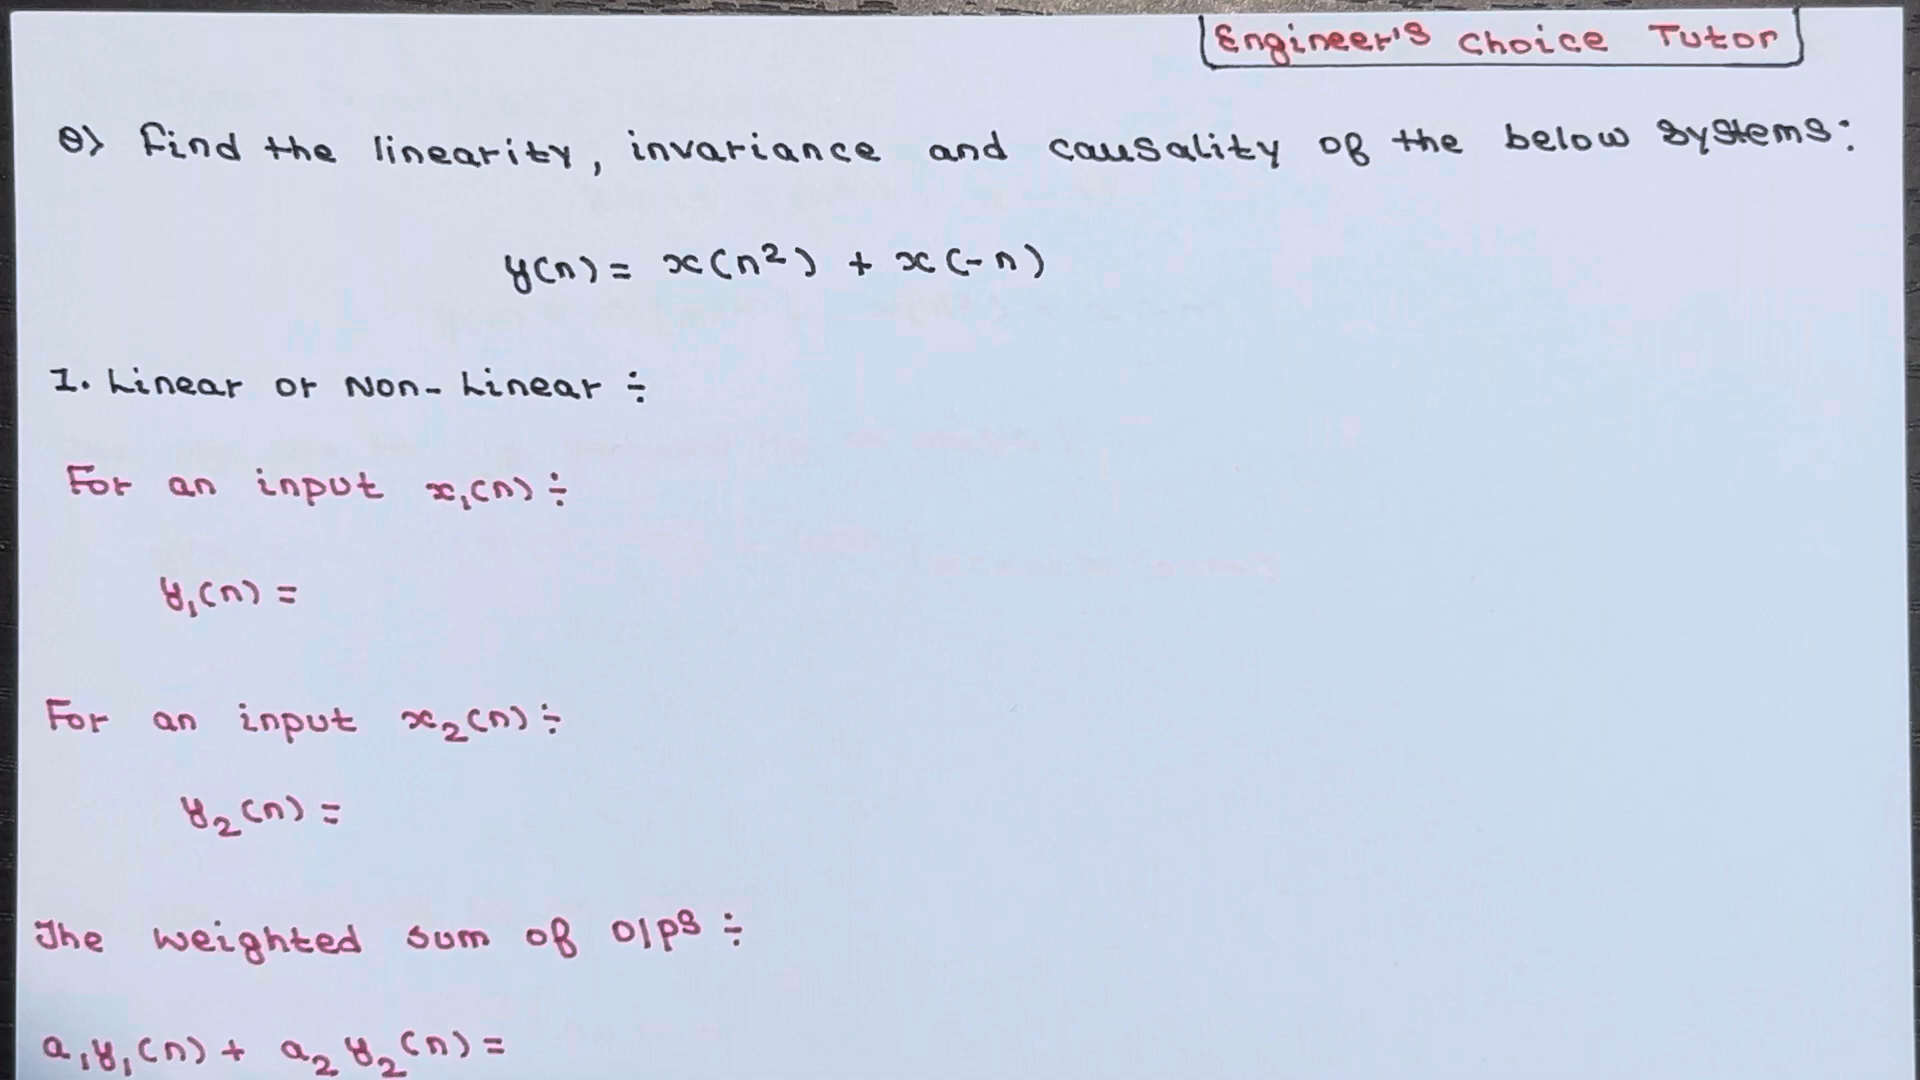 Engineer's Choice Tutor
Q> Find the linearity, invariance and causality of the below systems:
y(n) = x(n²) + x(-n)
1. Linear or Non-Linear ÷
For an input x₁(n) ÷
y₁(n) =
For an input x₂(n) ÷
y₂(n) =
The weighted sum of o/ps ÷
a₁y₁(n) + a₂y₂(n) =